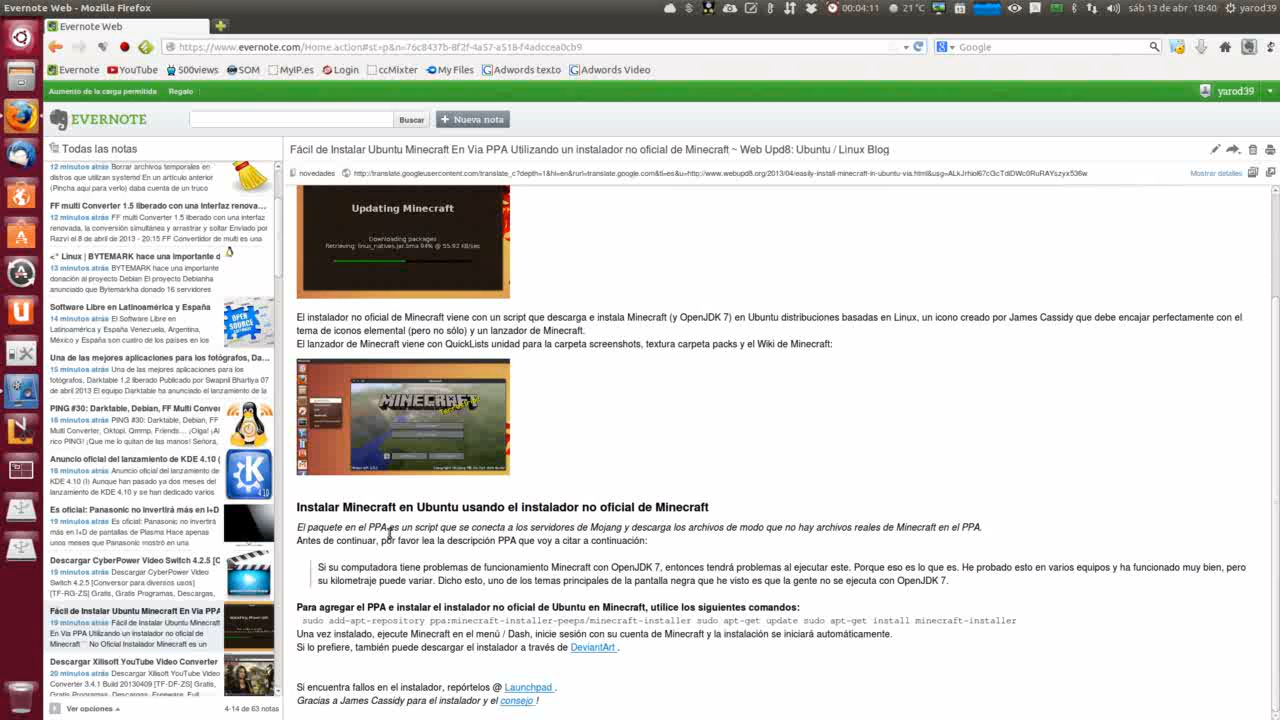 Evernote Web - Mozilla Firefox
00:04:11 21°C sáb 13 de abr 18:40 yarod39
Evernote Web
https://www.evernote.com/Home.action#st=p&n=76c8437b-8f2f-4a57-a518-f4adccea0cb9
Google
Evernote YouTube 500views SOM MyIP.es Login ccMixter My Files Adwords texto Adwords Video
Aumento de la carga permitida Regalo yarod39
EVERNOTE Buscar Nueva nota
Todas las notas
12 minutos atrás Borrar archivos temporales en
distros que utilizan systemd En un artículo anterior
(Pincha aquí para verlo) daba cuenta de un truco
FF multi Converter 1.5 liberado con una interfaz renova...
12 minutos atrás FF multi Converter 1.5 liberado con una interfaz
renovada, la conversión simultánea y arrastrar y soltar Enviado por
Razvi el 8 de abril de 2013 - 20:15 FF Convertidor de multi es una
<° Linux | BYTEMARK hace una importante d
13 minutos atrás BYTEMARK hace una importante
donación al proyecto Debian El proyecto Debianha
anunciado que Bytemarkha donado 16 servidores
Software Libre en Latinoamérica y España
14 minutos atrás El Software Libre en
Latinoamérica y España Venezuela, Argentina,
México y España son cuatro de los países en los
OPEN SOURCE
Una de las mejores aplicaciones para los fotógrafos, Da...
15 minutos atrás Una de las mejores aplicaciones para los
fotógrafos, Darktable 1.2 liberado Publicado por Swapnil Bhartiya 07
de abril 2013 El equipo Darktable ha anunciado el lanzamiento de la
PING #30: Darktable, Debian, FF Multi Conver
16 minutos atrás PING #30: Darktable, Debian, FF
Multi Converter, Oktopi, Qmmp, Friends… ¡Oiga! ¡Al
rico PING! ¡Que me lo quitan de las manos! Señora,
Anuncio oficial del lanzamiento de KDE 4.10 (
16 minutos atrás Anuncio oficial del lanzamiento de
KDE 4.10 (I) Aunque han pasado ya dos meses del
lanzamiento de KDE 4.10 y se han dedicado varios
4.10
Es oficial: Panasonic no invertirá más en I+D
19 minutos atrás Es oficial: Panasonic no invertirá
más en I+D de pantallas de Plasma Hace apenas
unos meses Panasonic mostró en una
Descargar CyberPower Video Switch 4.2.5 [C
19 minutos atrás Descargar CyberPower Video
Switch 4.2.5 [Conversor para diversos usos]
[TF-RG-ZS] Gratis, Gratis Programas, Descargas,
Fácil de Instalar Ubuntu Minecraft En Via PPA
19 minutos atrás Fácil de Instalar Ubuntu Minecraft
En Via PPA Utilizando un instalador no oficial de
Minecraft No Oficial Instalador Minecraft es un
Descargar Xilisoft YouTube Video Converter
20 minutos atrás Descargar Xilisoft YouTube Video
Converter 3.4.1 Build 20130409 [TF-DF-ZS] Gratis,
Gratis Programas, Descargas, Freeware, Full,
Ver opciones 4-14 de 63 notas
Fácil de Instalar Ubuntu Minecraft En Via PPA Utilizando un instalador no oficial de Minecraft ~ Web Upd8: Ubuntu / Linux Blog
novedades Mostrar detalles
Updating Minecraft
Downloading packages
Retrieving: linux_natives.jar.lzma 94% @ 55.92 KB/sec
El instalador no oficial de Minecraft viene con un script que descarga e instala Minecraft (y OpenJDK 7) en Ubuntu distribuciones basadas en Linux, un icono creado por James Cassidy que debe encajar perfectamente con el
tema de iconos elemental (pero no sólo) y un lanzador de Minecraft.
El lanzador de Minecraft viene con QuickLists unidad para la carpeta screenshots, textura carpeta packs y el Wiki de Minecraft:
MINECRAFT
Instalar Minecraft en Ubuntu usando el instalador no oficial de Minecraft
El paquete en el PPA es un script que se conecta a los servidores de Mojang y descarga los archivos de modo que no hay archivos reales de Minecraft en el PPA.
Antes de continuar, por favor lea la descripción PPA que voy a citar a continuación:
Si su computadora tiene problemas de funcionamiento Minecraft con OpenJDK 7, entonces tendrá problemas al ejecutar este. Porque eso es lo que es. He probado esto en varios equipos y ha funcionado muy bien, pero
su kilometraje puede variar. Dicho esto, uno de los temas principales de la pantalla negra que he visto es que la gente no se ejecuta con OpenJDK 7.
Para agregar el PPA e instalar el instalador no oficial de Ubuntu en Minecraft, utilice los siguientes comandos:
sudo add-apt-repository ppa:minecraft-installer-peeps/minecraft-installer sudo apt-get update sudo apt-get install minecraft-installer
Una vez instalado, ejecute Minecraft en el menú / Dash, inicie sesión con su cuenta de Minecraft y la instalación se iniciará automáticamente.
Si lo prefiere, también puede descargar el instalador a través de DeviantArt .
Si encuentra fallos en el instalador, repórtelos @ Launchpad .
Gracias a James Cassidy para el instalador y el consejo !